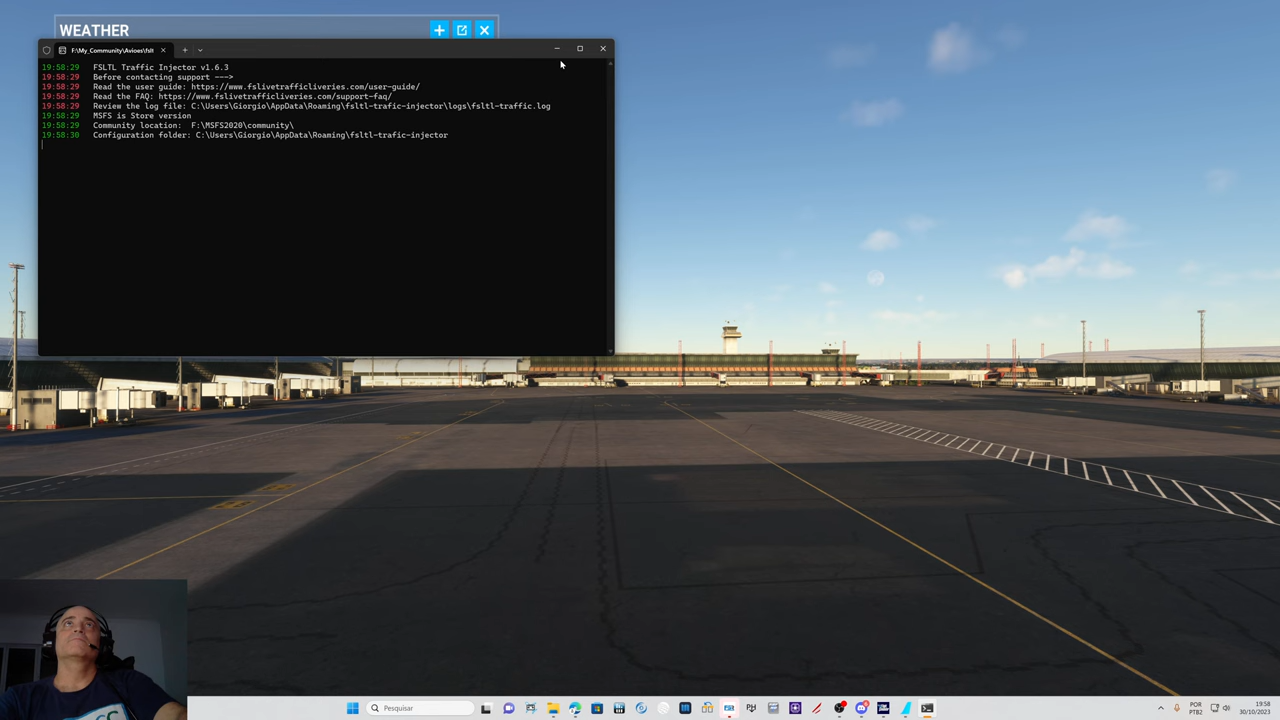 WEATHER
F:\My_Community\Avioes\fslt
19:58:29 FSLTL Traffic Injector v1.6.3
19:58:29 Before contacting support --->
19:58:29 Read the user guide: https://www.fslivetrafficliveries.com/user-guide/
19:58:29 Read the FAQ: https://www.fslivetrafficliveries.com/support-faq/
19:58:29 Review the log file: C:\Users\Giorgio\AppData\Roaming\fsltl-trafic-injector\logs\fsltl-traffic.log
19:58:29 MSFS is Store version
19:58:29 Community location: F:\MSFS2020\community\
19:58:30 Configuration folder: C:\Users\Giorgio\AppData\Roaming\fsltl-trafic-injector
Pesquisar
POR
PTB2
19:58
30/10/2023